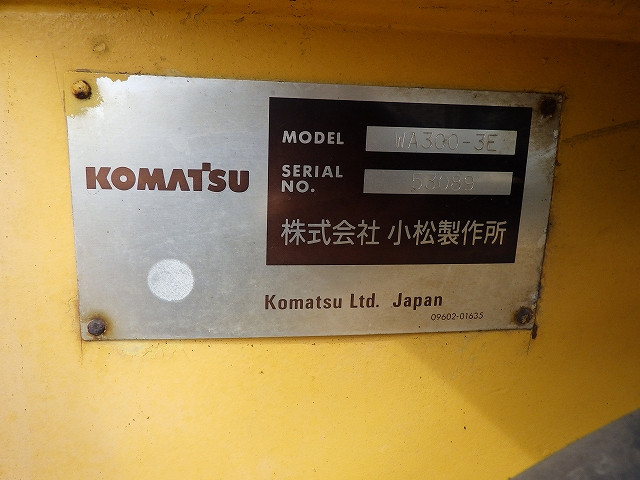 KOMATSU
MODEL WA300-3E
SERIAL NO. 53089
株式会社 小松製作所
Komatsu Ltd. Japan
09602-01635